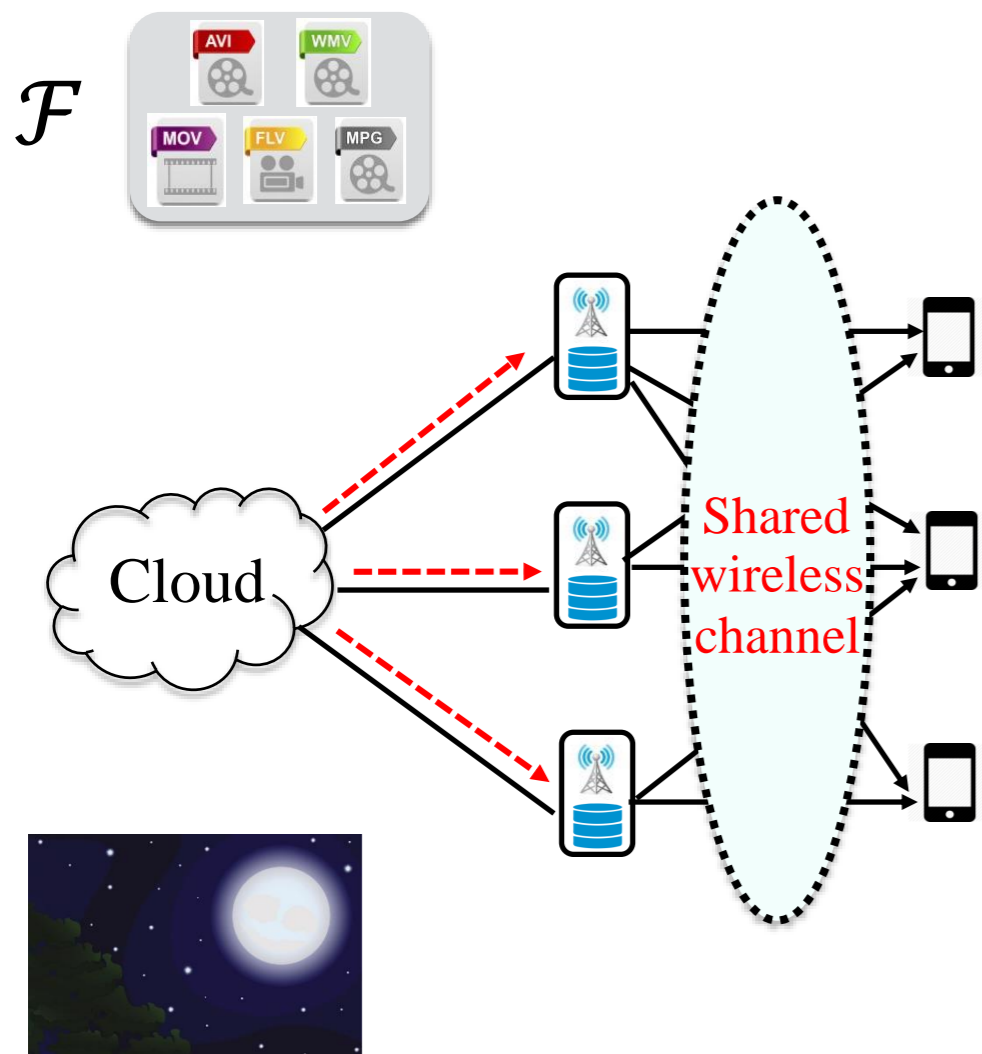 AVI WMV
ℱ
MOV FLV MPG
Shared
wireless
channel
Cloud